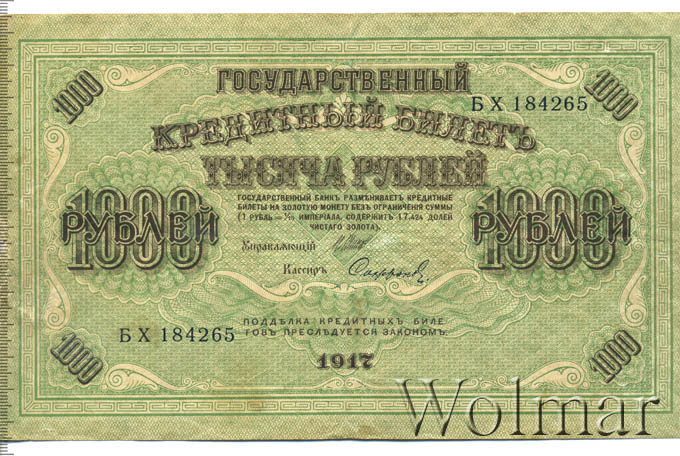 1000
1000
ГОСУДАРСТВЕННЫЙ
БХ 184265
КРЕДИТНЫЙ БИЛЕТЪ
ТЫСЯЧА РУБЛЕЙ
ГОСУДАРСТВЕННЫЙ БАНКЪ РАЗМѢНИВАЕТЪ КРЕДИТНЫЕ
БИЛЕТЫ НА ЗОЛОТУЮ МОНЕТУ БЕЗЪ ОГРАНИЧЕНІЯ СУММЫ
(1 РУБЛЬ = 1/15 ИМПЕРІАЛА, СОДЕРЖИТЪ 17,424 ДОЛЕЙ
ЧИСТАГО ЗОЛОТА).
1000 РУБЛЕЙ
1000 РУБЛЕЙ
Управляющій
Кассиръ
БХ 184265
ПОДДѢЛКА КРЕДИТНЫХЪ БИЛЕ
ТОВЪ ПРЕСЛѢДУЕТСЯ ЗАКОНОМЪ.
1917
1000
1000
Wolmar